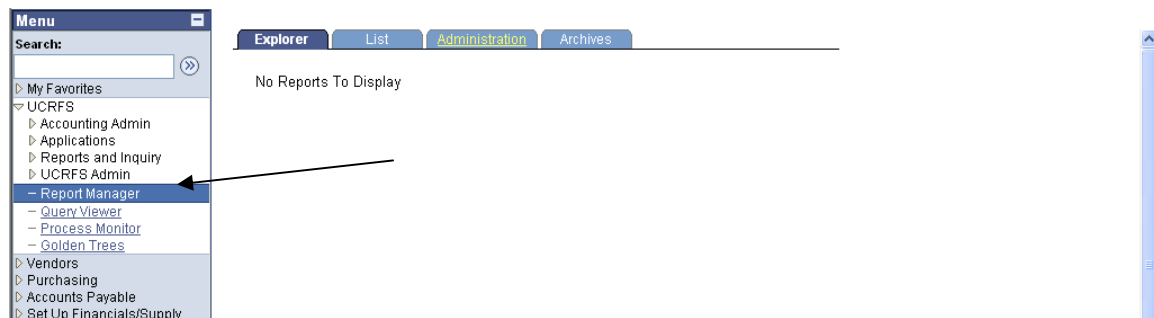 Menu
Search:
My Favorites
UCRFS
Accounting Admin
Applications
Reports and Inquiry
UCRFS Admin
– Report Manager
– Query Viewer
– Process Monitor
– Golden Trees
Vendors
Purchasing
Accounts Payable
Set Up Financials/Supply
Explorer List Administration Archives
No Reports To Display